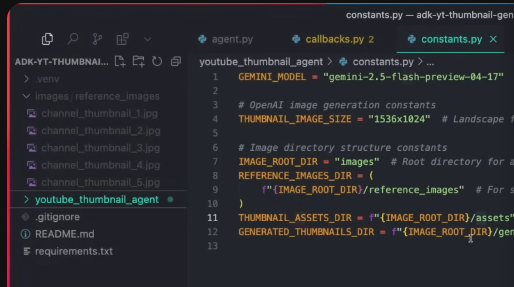 constants.py — adk-yt-thumbnail-gen
agent.py
callbacks.py 2
constants.py ×
ADK-YT-THUMBNAI...
youtube_thumbnail_agent > constants.py > ...
.venv
images / reference_images
channel_thumbnail_1.jpg
channel_thumbnail_2.jpg
channel_thumbnail_3.jpg
channel_thumbnail_4.jpg
channel_thumbnail_5.jpg
youtube_thumbnail_agent
.gitignore
README.md
requirements.txt
1 GEMINI_MODEL = "gemini-2.5-flash-preview-04-17"
2
3 # OpenAI image generation constants
4 THUMBNAIL_IMAGE_SIZE = "1536x1024" # Landscape f
5
6 # Image directory structure constants
7 IMAGE_ROOT_DIR = "images" # Root directory for a
8 REFERENCE_IMAGES_DIR = (
9 f"{IMAGE_ROOT_DIR}/reference_images" # For s
10 )
11 THUMBNAIL_ASSETS_DIR = f"{IMAGE_ROOT_DIR}/assets"
12 GENERATED_THUMBNAILS_DIR = f"{IMAGE_ROOT_DIR}/gen
13